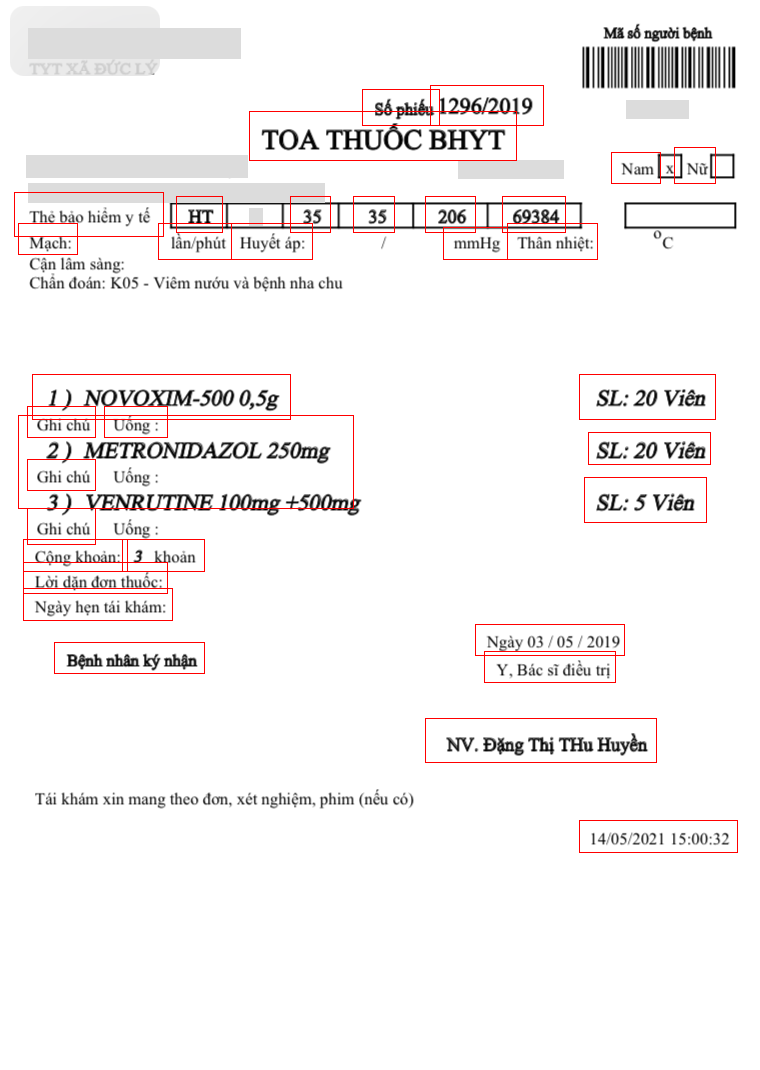 Mã số người bệnh
TYT XÃ ĐỨC LÝ
Số phiếu 1296/2019
TOA THUỐC BHYT
Nam x Nữ
Thẻ bảo hiểm y tế HT 35 35 206 69384
Mạch: lần/phút Huyết áp: / mmHg Thân nhiệt: °C
Cận lâm sàng:
Chẩn đoán: K05 - Viêm nướu và bệnh nha chu
1 ) NOVOXIM-500 0,5g SL: 20 Viên
Ghi chú Uống :
2 ) METRONIDAZOL 250mg SL: 20 Viên
Ghi chú Uống :
3 ) VENRUTINE 100mg +500mg SL: 5 Viên
Ghi chú Uống :
Cộng khoản: 3 khoản
Lời dặn đơn thuốc:
Ngày hẹn tái khám:
Ngày 03 / 05 / 2019
Bệnh nhân ký nhận
Y, Bác sĩ điều trị
NV. Đặng Thị THu Huyền
Tái khám xin mang theo đơn, xét nghiệm, phim (nếu có)
14/05/2021 15:00:32